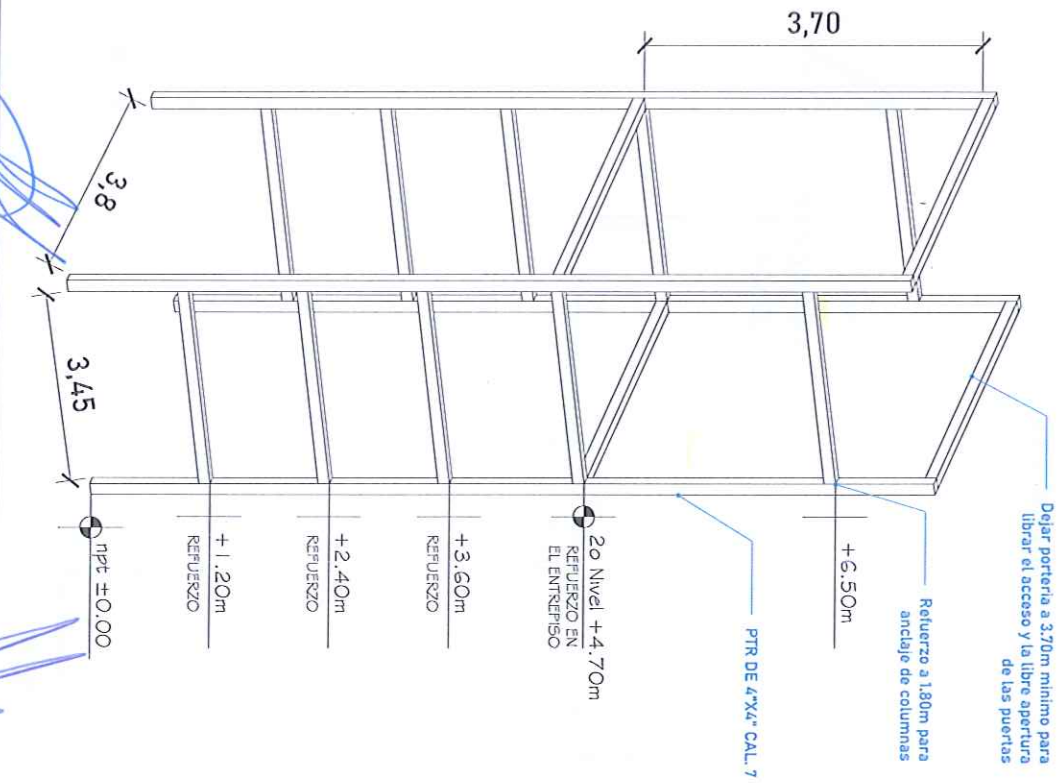 3,70
3,8
3,45
Dejar portería a 3.70m mínimo para
librar el acceso y la libre apertura
de las puertas
+6.50m
Refuerzo a 1.80m para
anclaje de columnas
PTR DE 4"X4" CAL. 7
2o Nivel +4.70m
REFUERZO EN
EL ENTREPISO
+3.60m
REFUERZO
+2.40m
REFUERZO
+1.20m
REFUERZO
npt ±0.00